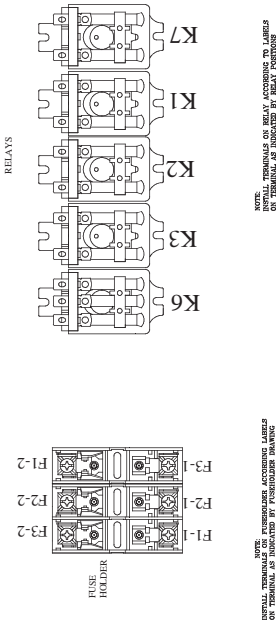 RELAYS
K7
K1
K2
K3
K6
NOTE:
INSTALL TERMINALS ON RELAY ACCORDING TO LABELS
ON TERMINAL AS INDICATED BY RELAY POSITIONS
F1-2
F3-1
F2-2
F2-1
F3-2
F1-1
FUSE
HOLDER
NOTE:
INSTALL TERMINALS ON FUSEHOLDER ACCORDING LABELS
ON TERMINAL AS INDICATED BY FUSEHOLDER DRAWING